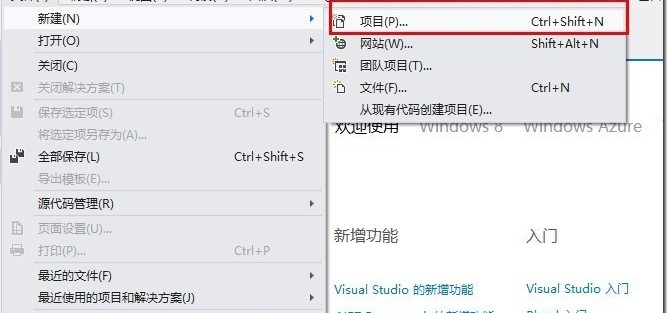 新建(N)
项目(P)... Ctrl+Shift+N
网站(W)... Shift+Alt+N
团队项目(T)...
文件(F)... Ctrl+N
从现有代码创建项目(E)...
打开(O)
关闭(C)
关闭解决方案(T)
保存选定项(S) Ctrl+S
将选定项另存为(A)...
全部保存(L) Ctrl+Shift+S
导出模板(E)...
源代码管理(R)
页面设置(U)...
打印(P)... Ctrl+P
最近的文件(F)
最近使用的项目和解决方案(J)
欢迎使用 Windows 8 Windows Azure
新增功能 入门
Visual Studio 的新增功能 Visual Studio 入门